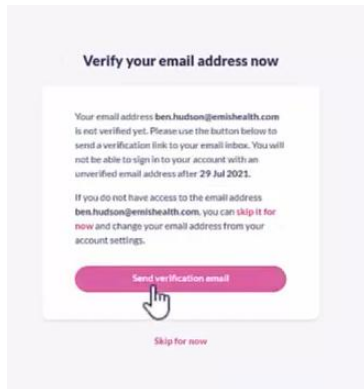 Verify your email address now
Your email address ben.hudson@emishealth.com
is not verified yet. Please use the button below to
send a verification link to your email inbox. You will
not be able to sign in to your account with an
unverified email address after 29 Jul 2021.
If you do not have access to the email address
ben.hudson@emishealth.com, you can skip it for
now and change your email address from your
account settings.
Send verification email
Skip for now